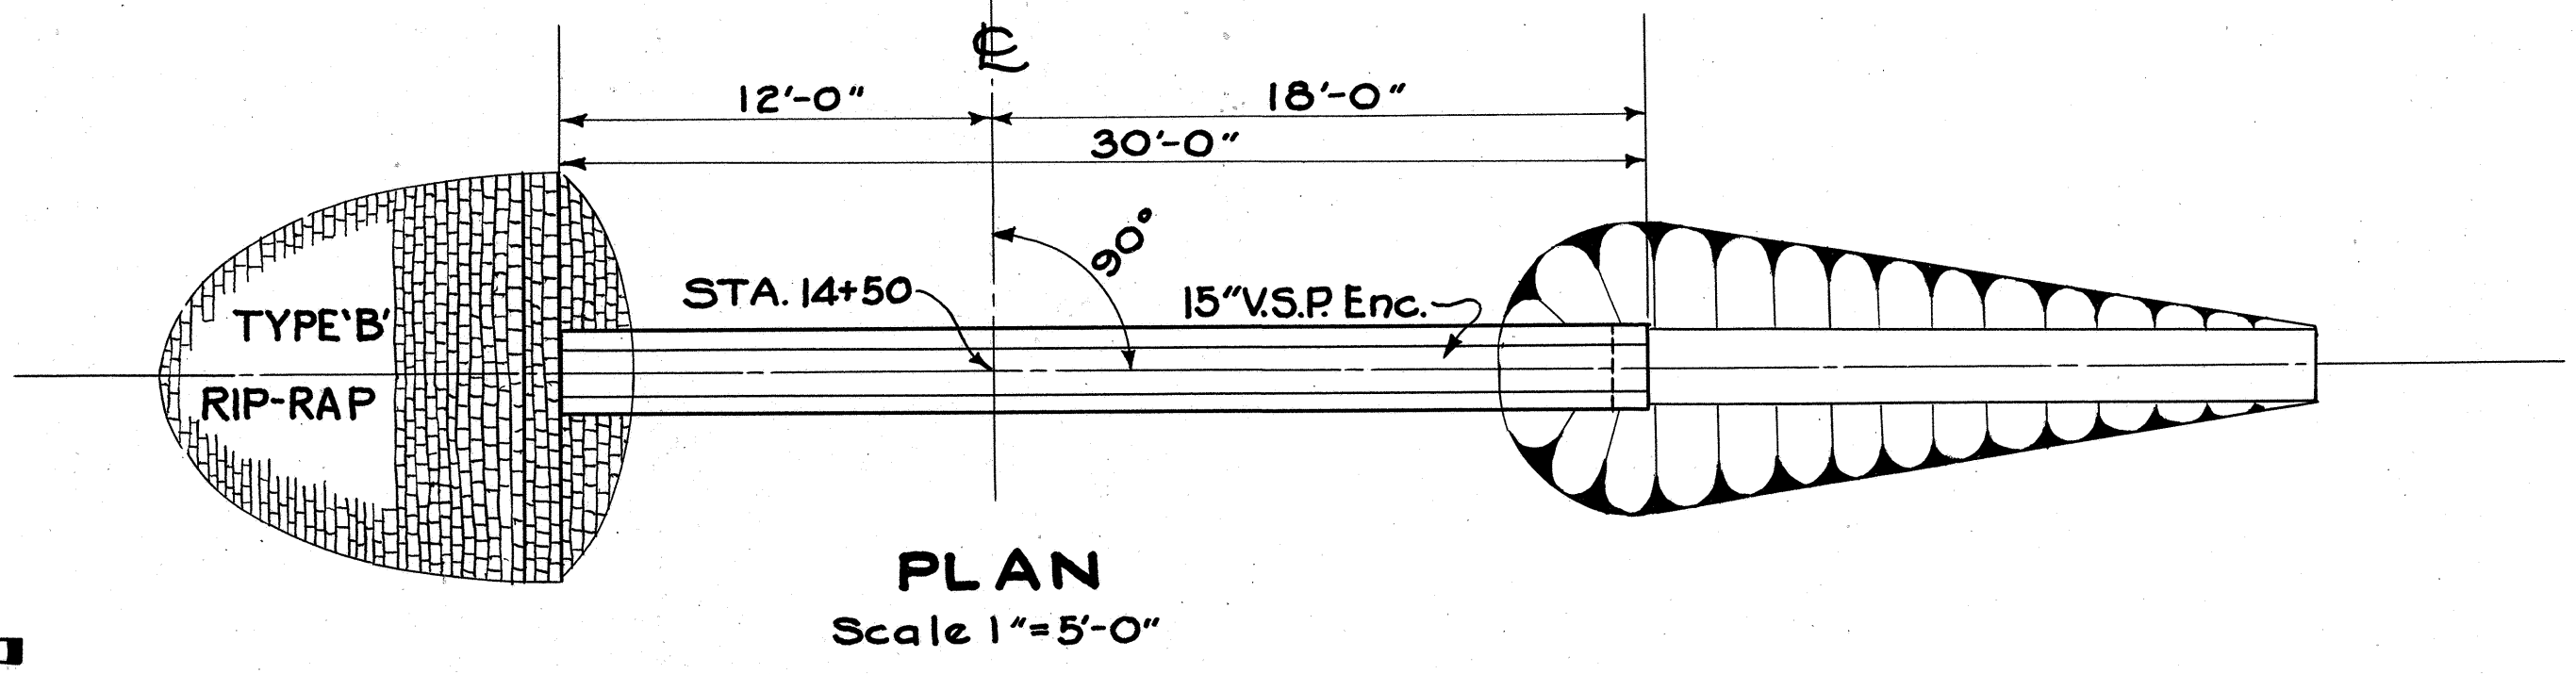 ℄
12'-0" 18'-0"
30'-0"
90°
STA. 14+50
15" V.S.P. Enc.
TYPE 'B'
RIP-RAP
PLAN
Scale 1"=5'-0"